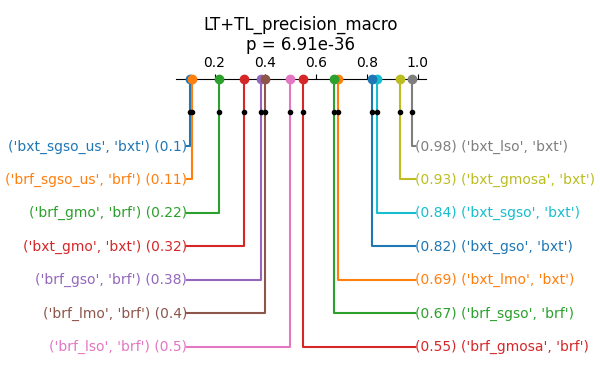 LT+TL_precision_macro
p = 6.91e-36
0.2 0.4 0.6 0.8 1.0
('bxt_sgso_us', 'bxt') (0.1) (0.98) ('bxt_lso', 'bxt')
('brf_sgso_us', 'brf') (0.11) (0.93) ('bxt_gmosa', 'bxt')
('brf_gmo', 'brf') (0.22) (0.84) ('bxt_sgso', 'bxt')
('bxt_gmo', 'bxt') (0.32) (0.82) ('bxt_gso', 'bxt')
('brf_gso', 'brf') (0.38) (0.69) ('bxt_lmo', 'bxt')
('brf_lmo', 'brf') (0.4) (0.67) ('brf_sgso', 'brf')
('brf_lso', 'brf') (0.5) (0.55) ('brf_gmosa', 'brf')